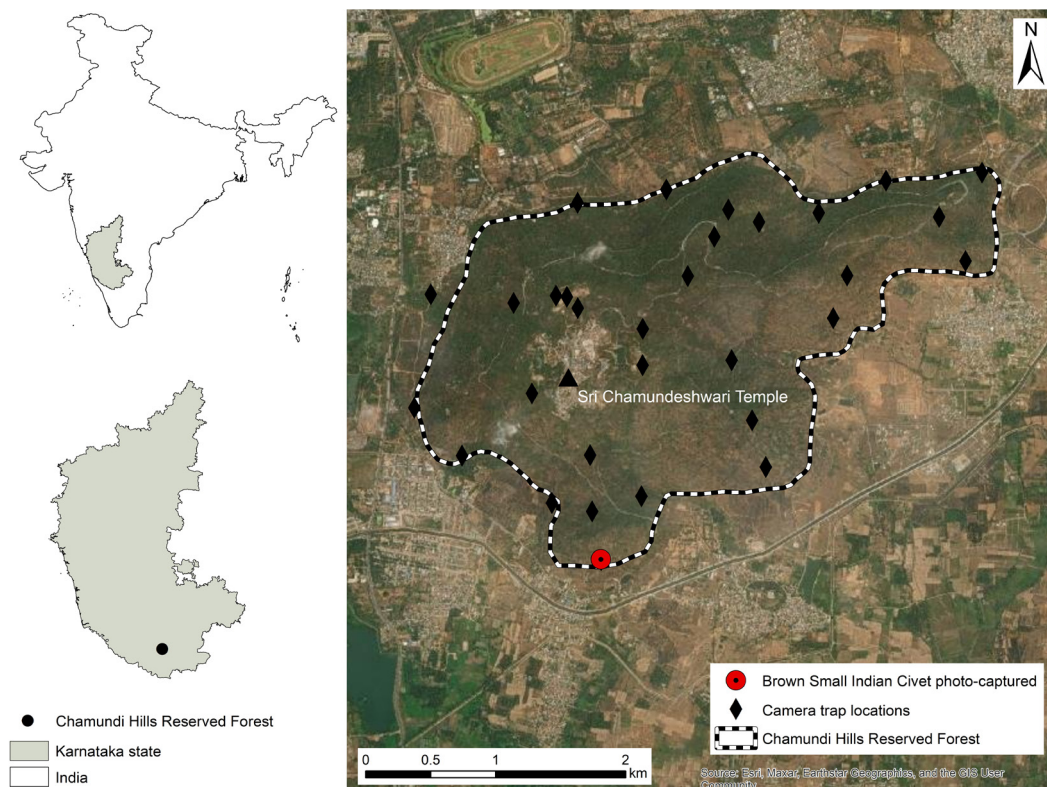 N
Sri Chamundeshwari Temple
Chamundi Hills Reserved Forest
Karnataka state
India
Brown Small Indian Civet photo-captured
Camera trap locations
Chamundi Hills Reserved Forest
0 0.5 1 2
km
Source: Esri, Maxar, Earthstar Geographics, and the GIS User
Community